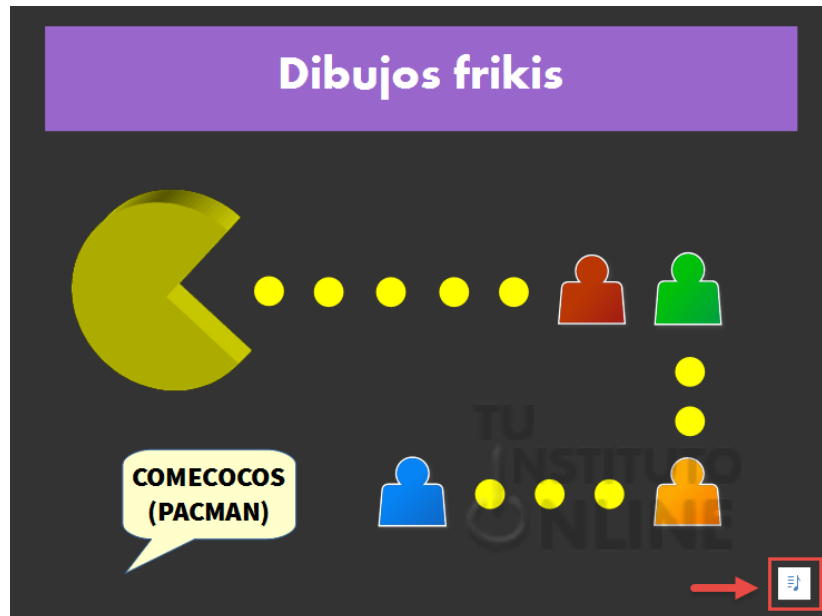 Dibujos frikis
COMECOCOS
(PACMAN)
TU
INSTITUTO
ONLINE